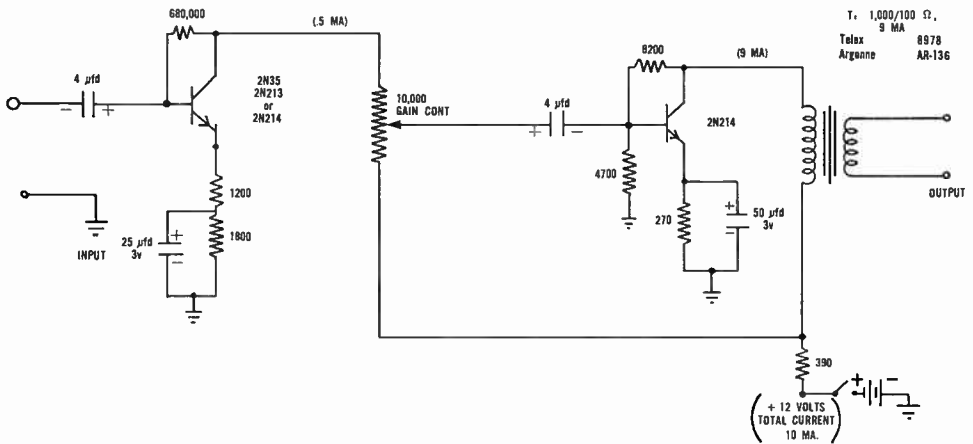 680,000
(.5 MA)
T. 1,000/100 Ω,
9 MA
Telex 8978
Argonne AR-136
8200
(9 MA)
4 µfd
- +
2N35
2N213
or
2N214
10,000
GAIN CONT
4 µfd
+ -
2N214
4700
1200
OUTPUT
270
+
-
50 µfd
3v
INPUT
25 µfd
3v
+
-
1800
390
+ -
(+ 12 VOLTS
TOTAL CURRENT
10 MA.)